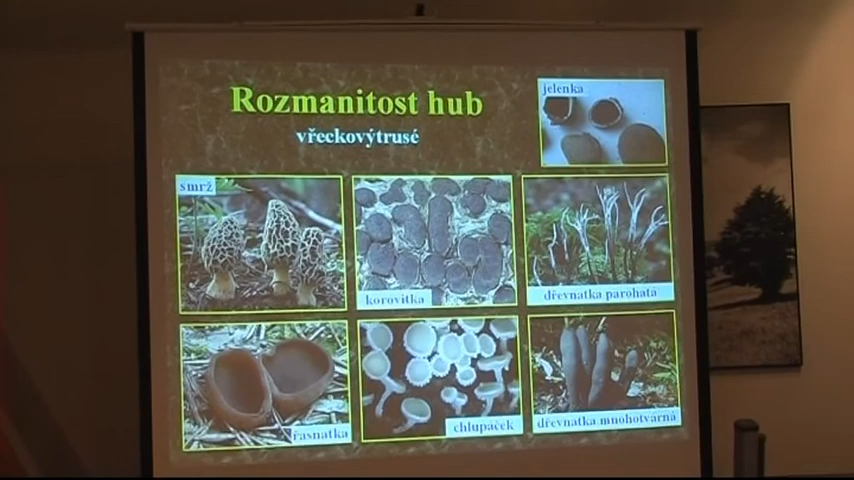 Rozmanitost hub
vřeckovýtrusé
jelenka
smrž
korovitka
dřevnatka parohatá
řasnatka
chlupáček
dřevnatka mnohotvárná